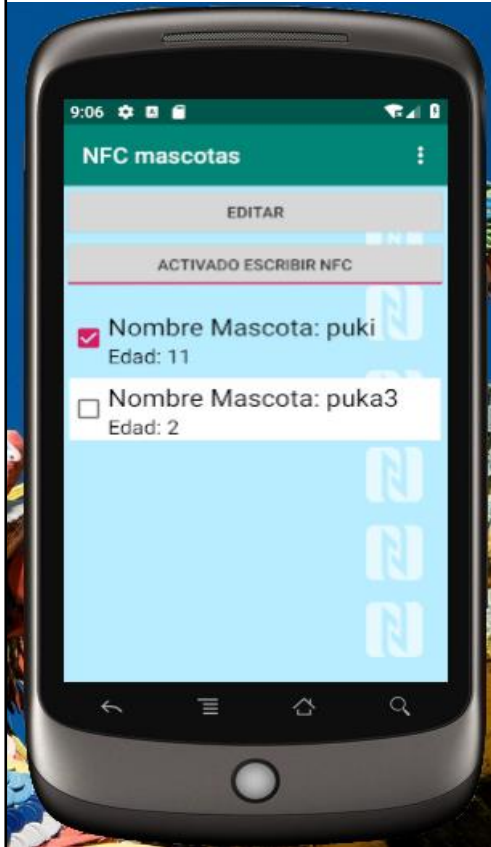 9:06
NFC mascotas
EDITAR
ACTIVADO ESCRIBIR NFC
Nombre Mascota: puki
Edad: 11
Nombre Mascota: puka3
Edad: 2